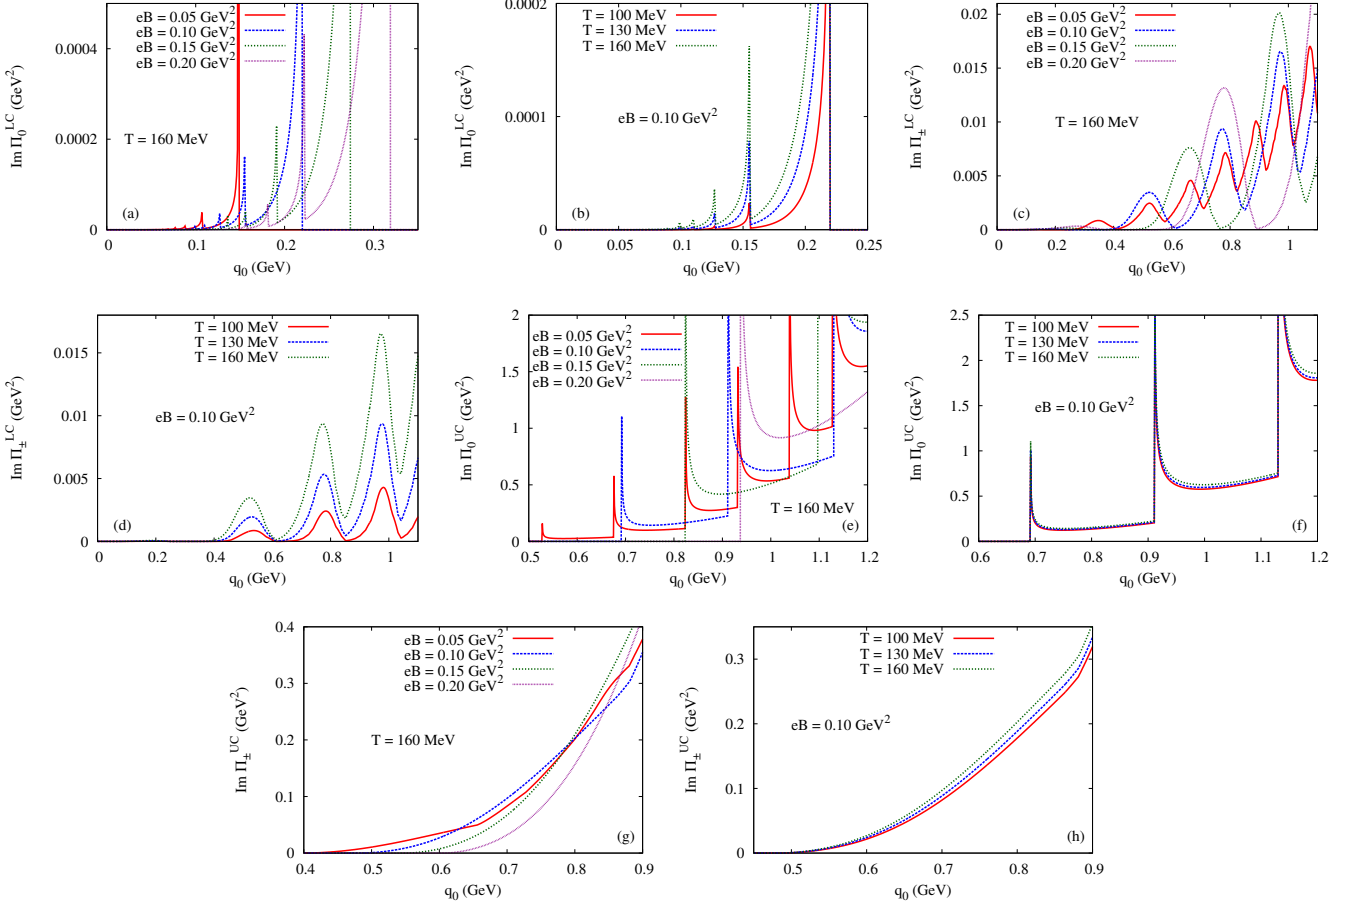 Im Π₀^LC (GeV²)
0.0004
0.0002
0
eB = 0.05 GeV²
eB = 0.10 GeV²
eB = 0.15 GeV²
eB = 0.20 GeV²
T = 160 MeV
(a)
0 0.1 0.2 0.3
q₀ (GeV)
Im Π₀^LC (GeV²)
0.0002
0.0001
0
T = 100 MeV
T = 130 MeV
T = 160 MeV
eB = 0.10 GeV²
(b)
0 0.05 0.1 0.15 0.2 0.25
q₀ (GeV)
Im Π±^LC (GeV²)
0.02
0.015
0.01
0.005
0
eB = 0.05 GeV²
eB = 0.10 GeV²
eB = 0.15 GeV²
eB = 0.20 GeV²
T = 160 MeV
(c)
0 0.2 0.4 0.6 0.8 1
q₀ (GeV)
Im Π±^LC (GeV²)
0.015
0.01
0.005
0
T = 100 MeV
T = 130 MeV
T = 160 MeV
eB = 0.10 GeV²
(d)
0 0.2 0.4 0.6 0.8 1
q₀ (GeV)
Im Π₀^UC (GeV²)
2
1.5
1
0.5
0
eB = 0.05 GeV²
eB = 0.10 GeV²
eB = 0.15 GeV²
eB = 0.20 GeV²
T = 160 MeV
(e)
0.5 0.6 0.7 0.8 0.9 1 1.1 1.2
q₀ (GeV)
Im Π₀^UC (GeV²)
2.5
2
1.5
1
0.5
0
T = 100 MeV
T = 130 MeV
T = 160 MeV
eB = 0.10 GeV²
(f)
0.6 0.7 0.8 0.9 1 1.1 1.2
q₀ (GeV)
Im Π±^UC (GeV²)
0.4
0.3
0.2
0.1
0
eB = 0.05 GeV²
eB = 0.10 GeV²
eB = 0.15 GeV²
eB = 0.20 GeV²
T = 160 MeV
(g)
0.4 0.5 0.6 0.7 0.8 0.9
q₀ (GeV)
Im Π±^UC (GeV²)
0.3
0.2
0.1
0
T = 100 MeV
T = 130 MeV
T = 160 MeV
eB = 0.10 GeV²
(h)
0.5 0.6 0.7 0.8 0.9
q₀ (GeV)